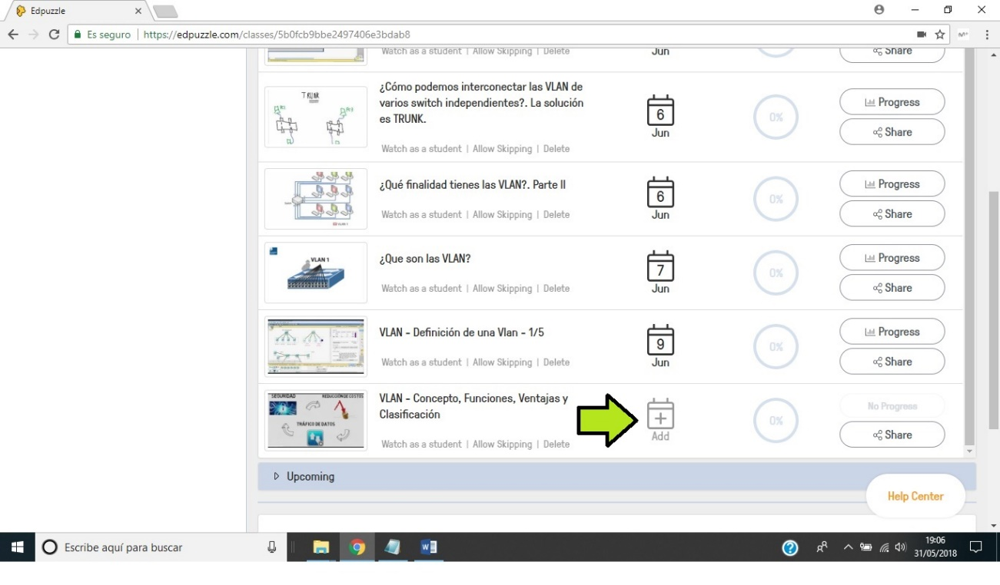 Edpuzzle
Es seguro | https://edpuzzle.com/classes/5b0fcb9bbe2497406e3bdab8
Watch as a student | Allow Skipping | Delete
Jun
Share
TRUNK
¿Cómo podemos interconectar las VLAN de
varios switch independientes?. La solución
es TRUNK.
Watch as a student | Allow Skipping | Delete
6
Jun
0%
Progress
Share
¿Qué finalidad tienes las VLAN?. Parte II
Watch as a student | Allow Skipping | Delete
6
Jun
0%
Progress
Share
VLAN 1
¿Que son las VLAN?
Watch as a student | Allow Skipping | Delete
7
Jun
0%
Progress
Share
VLAN - Definición de una Vlan - 1/5
Watch as a student | Allow Skipping | Delete
9
Jun
0%
Progress
Share
SEGURIDAD
REDUCCIÓN DE COSTOS
TRÁFICO DE DATOS
VLAN - Concepto, Funciones, Ventajas y
Clasificación
Watch as a student | Allow Skipping | Delete
Add
0%
No Progress
Share
Upcoming
Help Center
Escribe aquí para buscar
19:06
31/05/2018